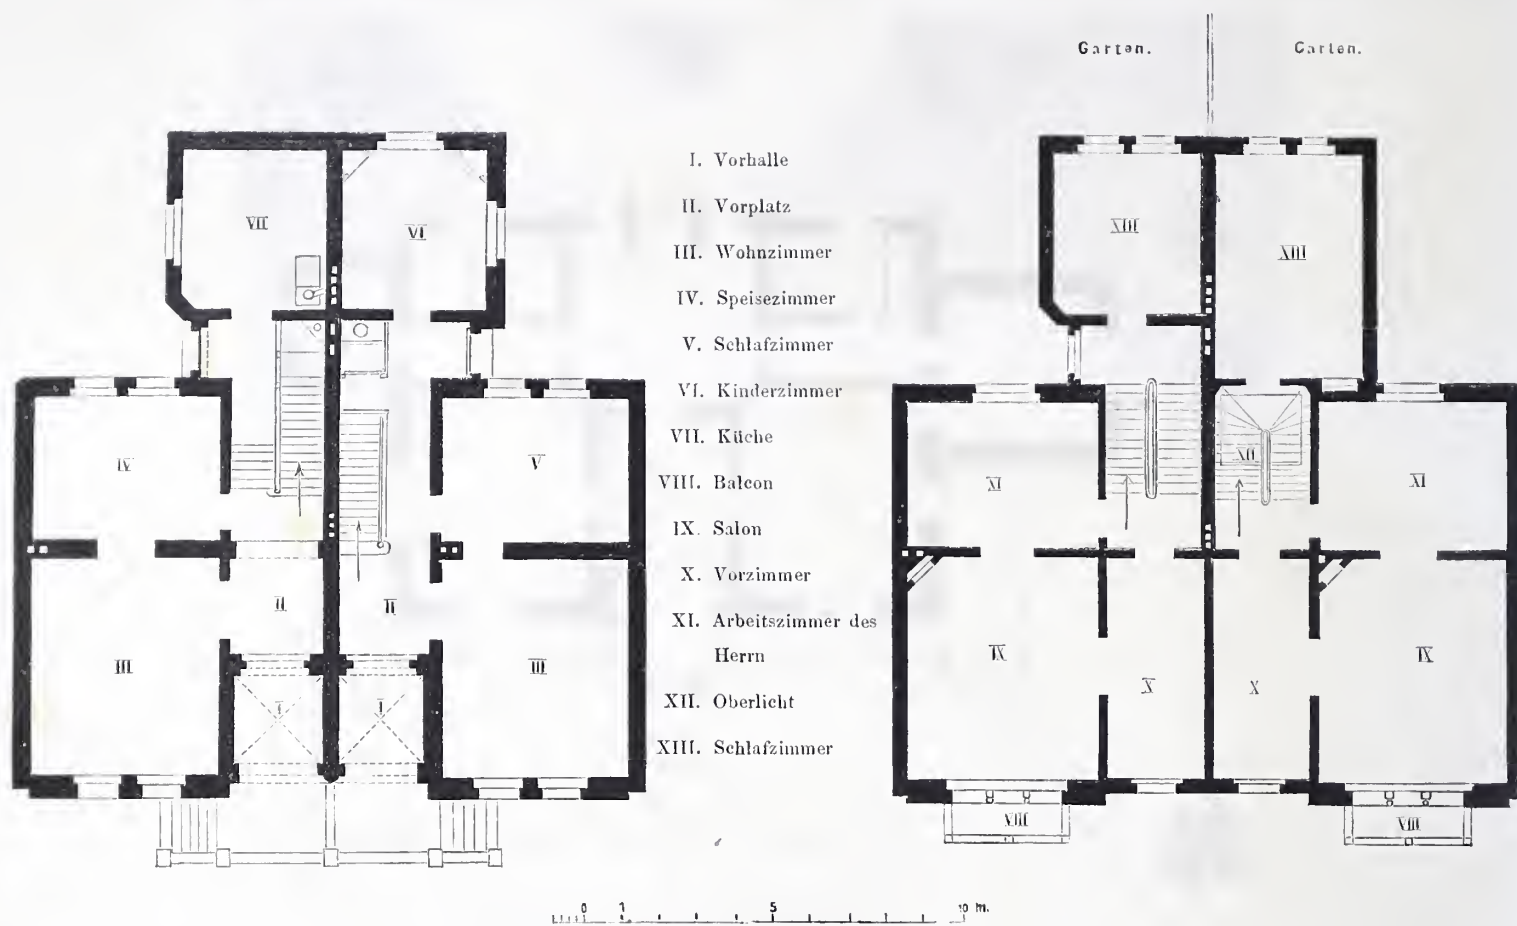 Garten. Garten.
I. Vorhalle
II. Vorplatz
III. Wohnzimmer
IV. Speisezimmer
V. Schlafzimmer
VI. Kinderzimmer
VII. Küche
VIII. Balcon
IX. Salon
X. Vorzimmer
XI. Arbeitszimmer des
Herrn
XII. Oberlicht
XIII. Schlafzimmer
VII
VI
IV
V
II
II
III
III
I
I
XIII
XIII
XI
XII
XI
IX
X
X
IX
VIII
VIII
0 1 5 10 m.